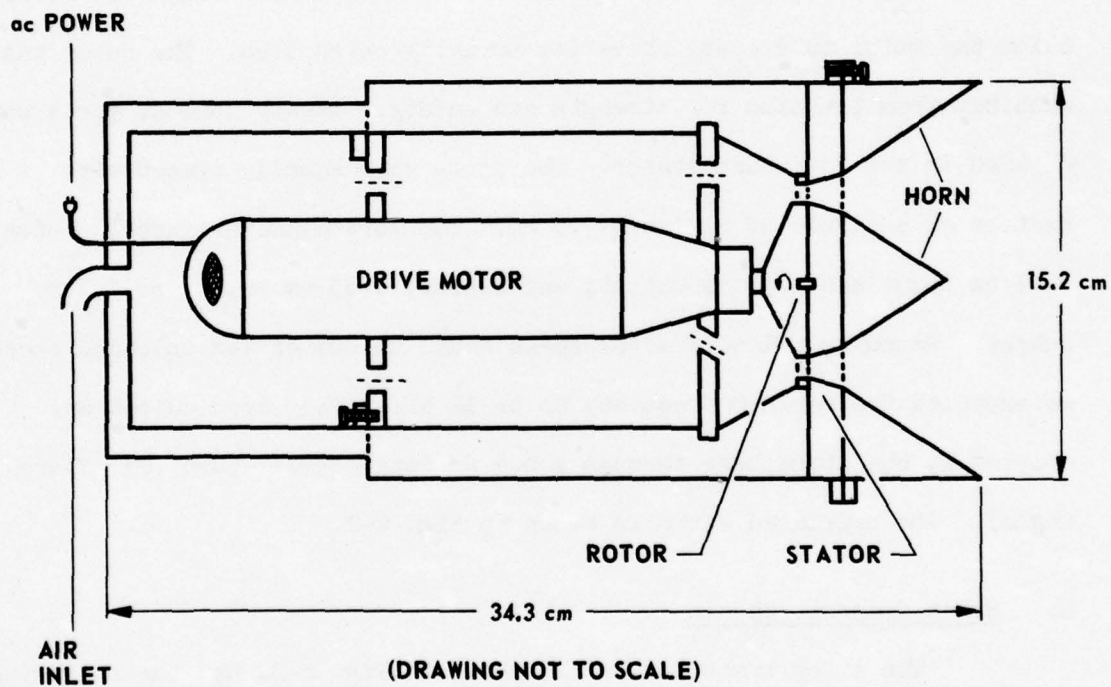 ac POWER
HORN
DRIVE MOTOR
15.2 cm
ROTOR
STATOR
34.3 cm
AIR
INLET
(DRAWING NOT TO SCALE)